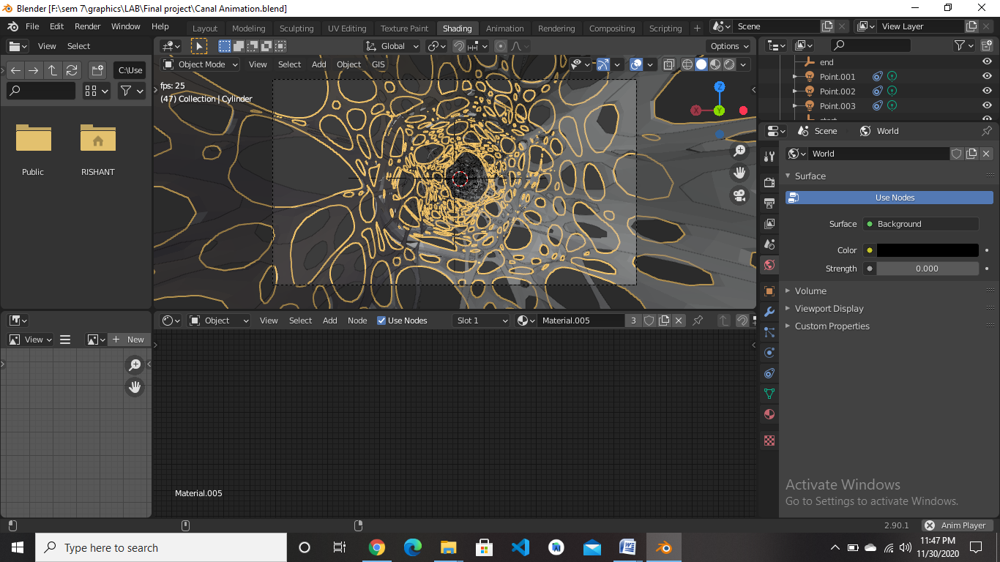 Blender [F:\sem 7\graphics\LAB\Final project\Canal Animation.blend]
File Edit Render Window Help Layout Modeling Sculpting UV Editing Texture Paint Shading Animation Rendering Compositing Scripting + Scene View Layer
View Select Global Options
C:\Use Object Mode View Select Add Object GIS
fps: 25
(47) Collection | Cylinder
Z
X
Y
end
Point.001
Point.002
Point.003
Scene World
World
Surface
Use Nodes
Surface Background
Color
Strength 0.000
Volume
Viewport Display
Custom Properties
Public RISHANT
Object View Select Add Node Use Nodes Slot 1 Material.005 3
View + New
Material.005
Activate Windows
Go to Settings to activate Windows.
2.90.1 Anim Player
Type here to search
11:47 PM
11/30/2020